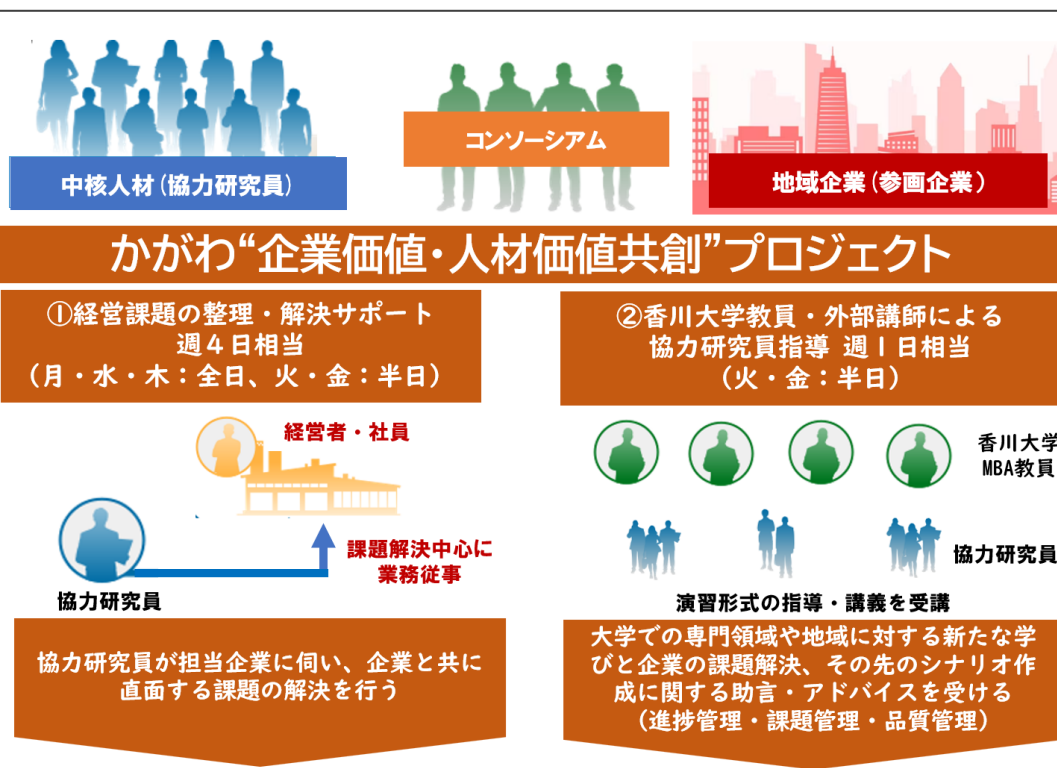 中核人材(協力研究員)
コンソーシアム
地域企業(参画企業)
かがわ“企業価値・人材価値共創”プロジェクト
①経営課題の整理・解決サポート
週4日相当
(月・水・木:全日、火・金:半日)
経営者・社員
課題解決中心に
業務従事
協力研究員
協力研究員が担当企業に伺い、企業と共に
直面する課題の解決を行う
②香川大学教員・外部講師による
協力研究員指導 週1日相当
(火・金:半日)
香川大学
MBA教員
協力研究員
演習形式の指導・講義を受講
大学での専門領域や地域に対する新たな学
びと企業の課題解決、その先のシナリオ作
成に関する助言・アドバイスを受ける
(進捗管理・課題管理・品質管理)